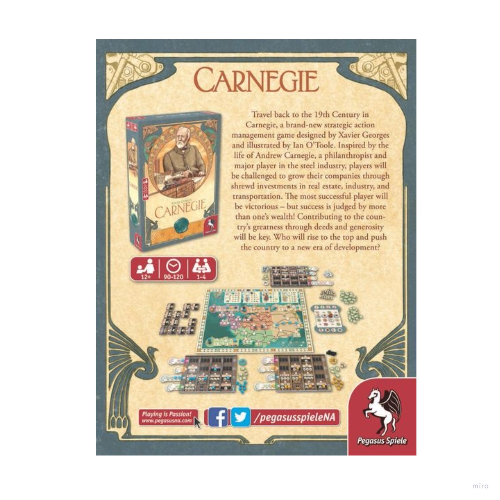 CARNEGIE
Travel back to the 19th Century in
Carnegie, a brand-new strategic action
management game designed by Xavier Georges
and illustrated by Ian O'Toole. Inspired by the
life of Andrew Carnegie, a philanthropist and
major player in the steel industry, players will
be challenged to grow their companies through
shrewd investments in real estate, industry, and
transportation. The most successful player will
be victorious – but success is judged by more
than one's wealth! Contributing to the coun-
try's greatness through deeds and generosity
will be key. Who will rise to the top and push
the country to a new era of development?
CARNEGIE
12+
90-120
1-4
Playing is Passion!
www.pegasusna.com
/pegasusspieleNA
Pegasus Spiele
mira